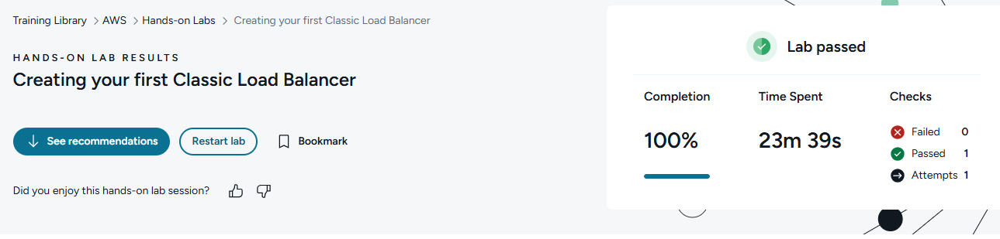 Training Library > AWS > Hands-on Labs > Creating your first Classic Load Balancer
HANDS-ON LAB RESULTS
Creating your first Classic Load Balancer
See recommendations
Restart lab
Bookmark
Did you enjoy this hands-on lab session?
Lab passed
Completion
100%
Time Spent
23m 39s
Checks
Failed 0
Passed 1
Attempts 1